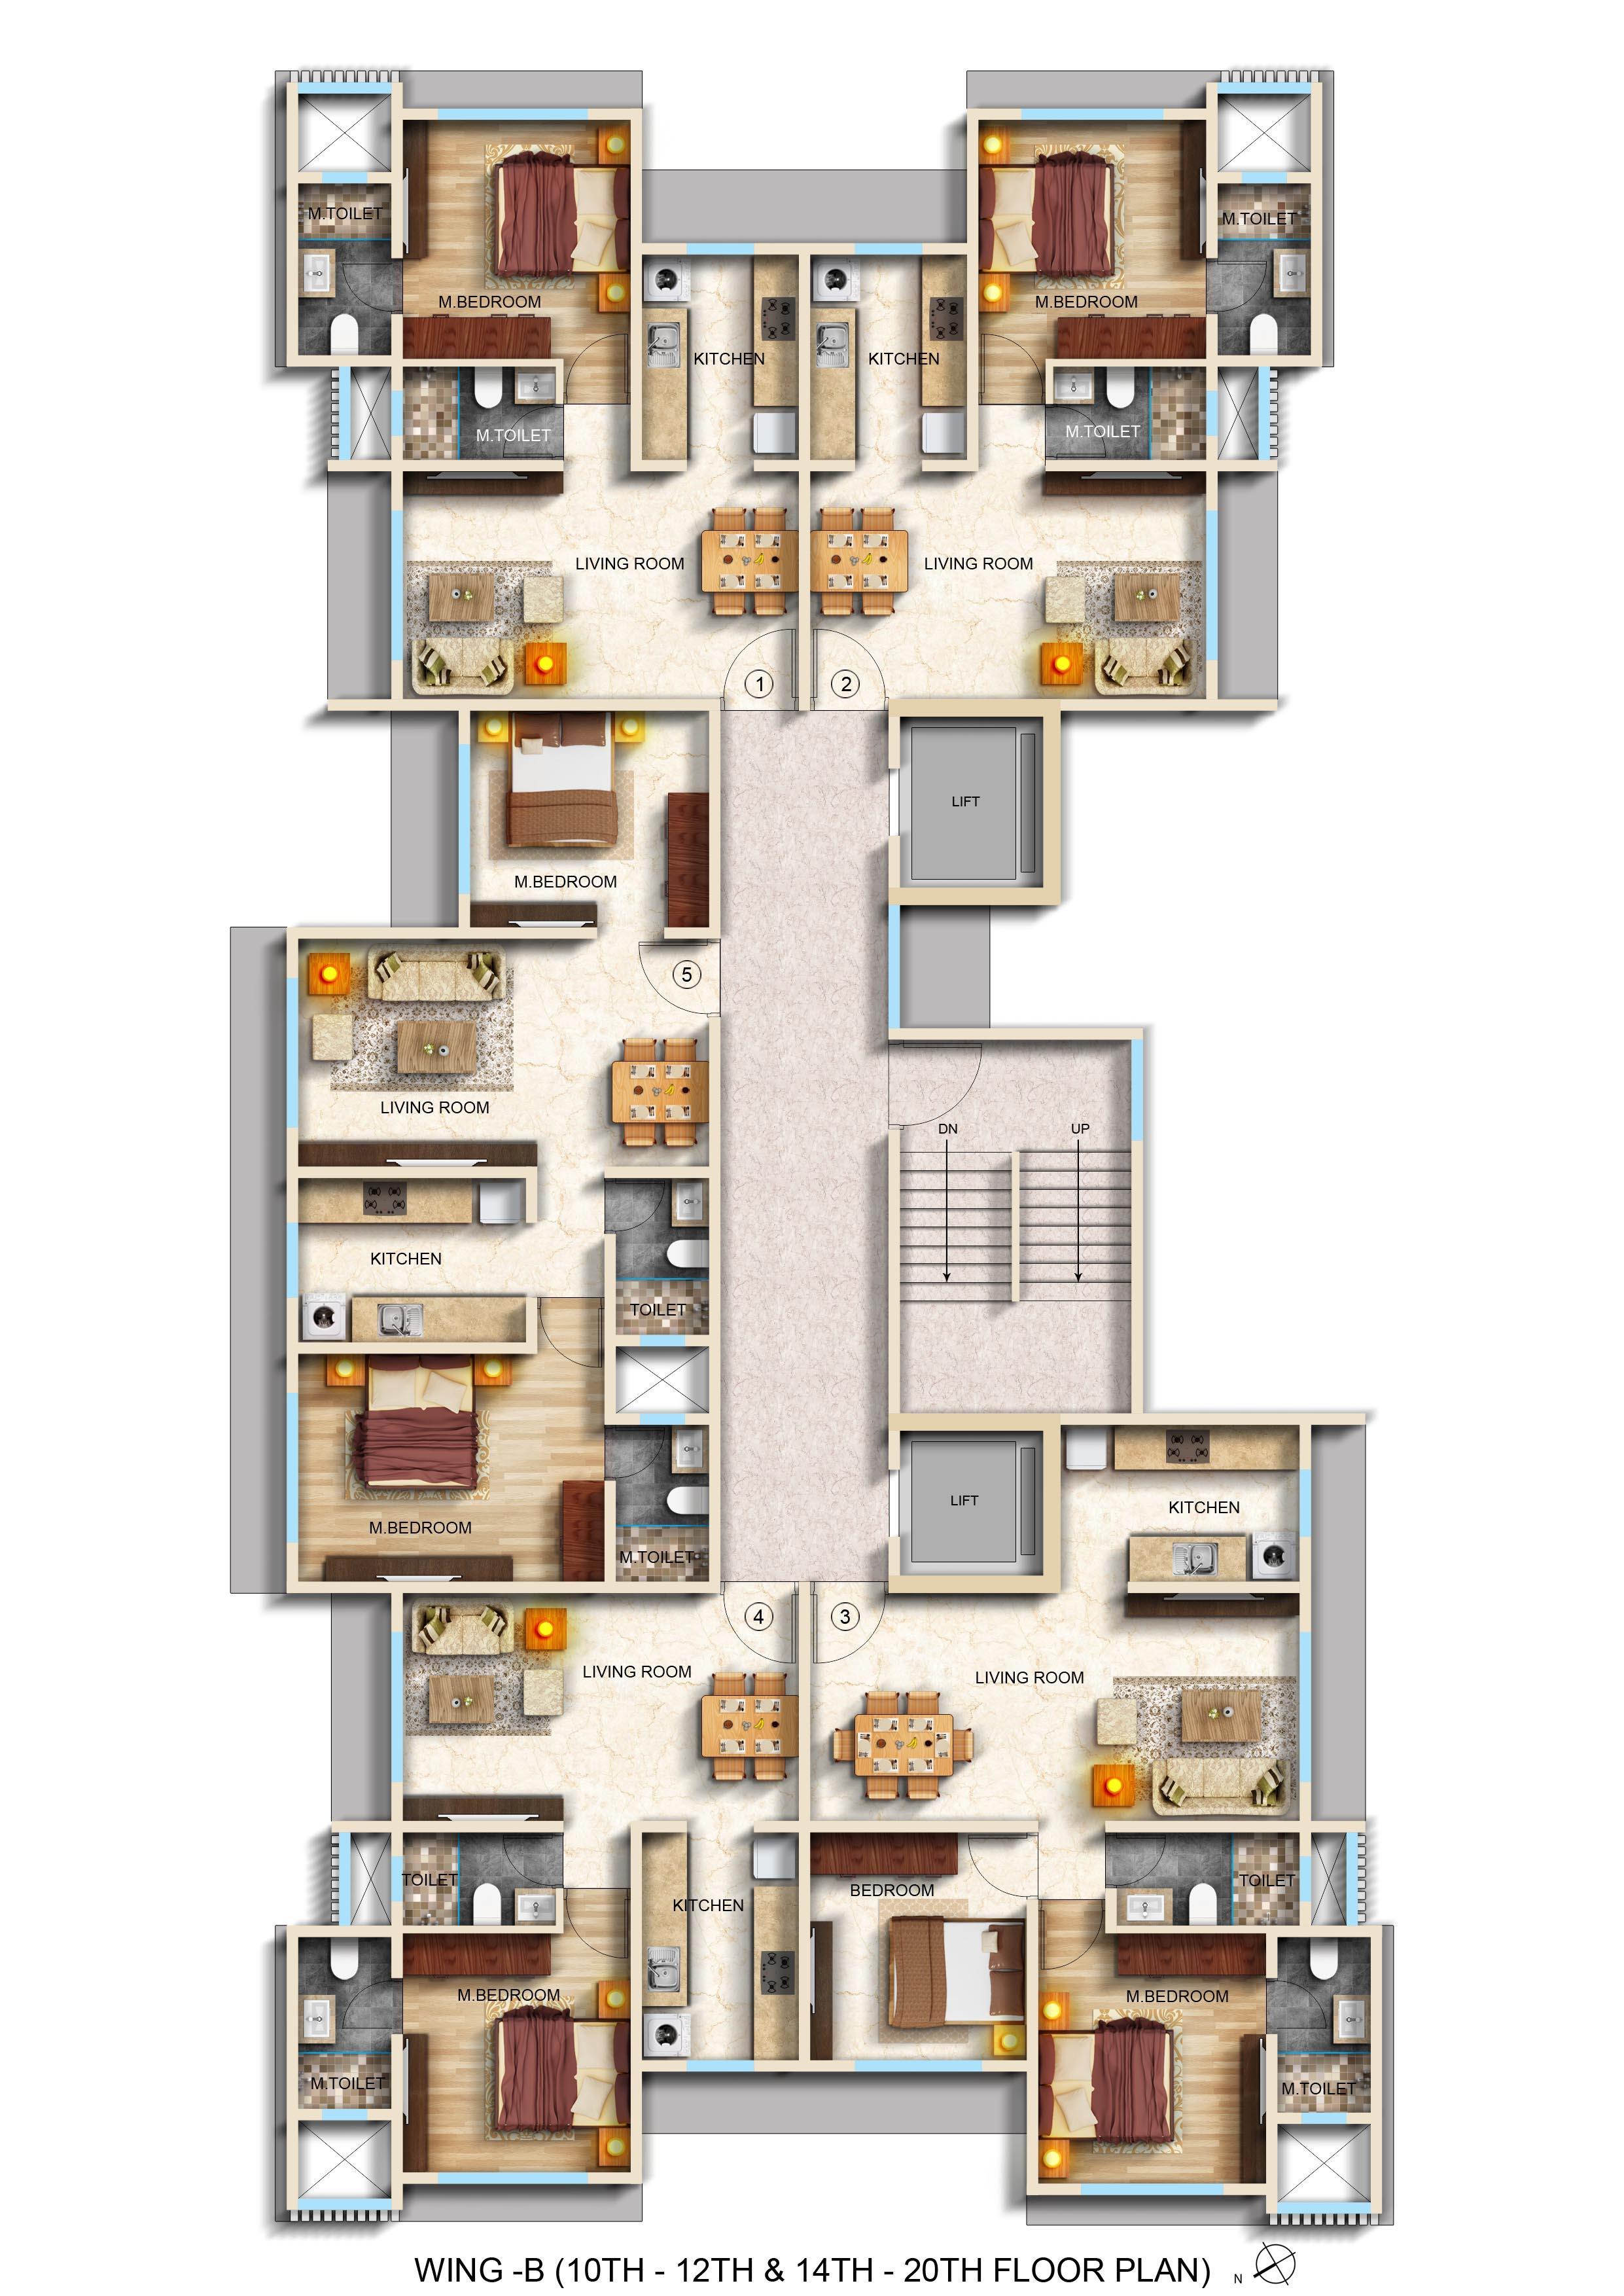 WING -B (10TH - 12TH & 14TH - 20TH FLOOR PLAN)
N
M.TOILET
TOILET
M.BEDROOM
LIVING ROOM
KITCHEN
4
M.BEDROOM
KITCHEN
LIVING ROOM
M.BEDROOM
M.TOILET
TOILET
5
M.TOILET
M.TOILET
M.BEDROOM
LIVING ROOM
KITCHEN
1
3
BEDROOM
LIVING ROOM
M.BEDROOM
TOILET
M.TOILET
KITCHEN
LIFT
DN
UP
LIFT
2
KITCHEN
LIVING ROOM
M.BEDROOM
M.TOILET
M.TOILET